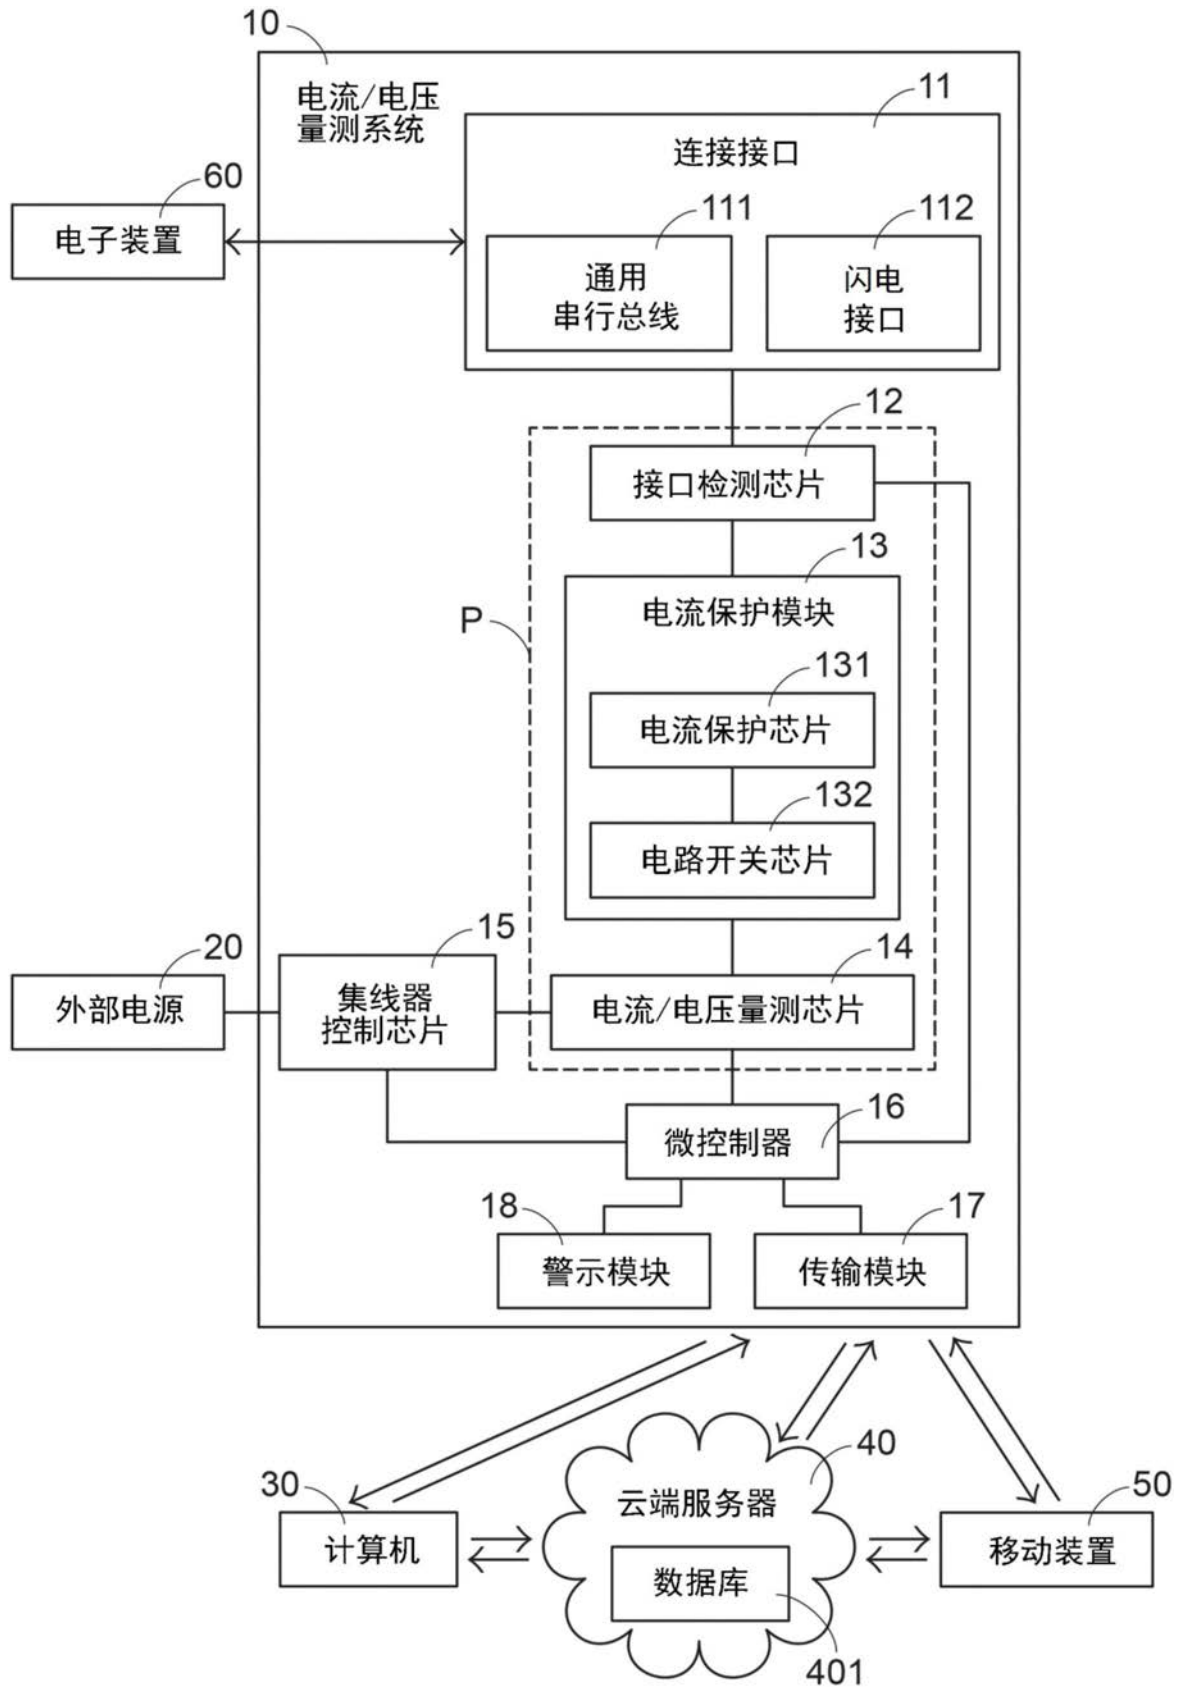 10
电流/电压
量测系统
11
连接接口
60
电子装置
111
通用
串行总线
112
闪电
接口
12
接口检测芯片
13
电流保护模块
P
131
电流保护芯片
132
电路开关芯片
15
集线器
控制芯片
20
外部电源
14
电流/电压量测芯片
16
微控制器
18
警示模块
17
传输模块
30
计算机
40
云端服务器
数据库
401
50
移动装置